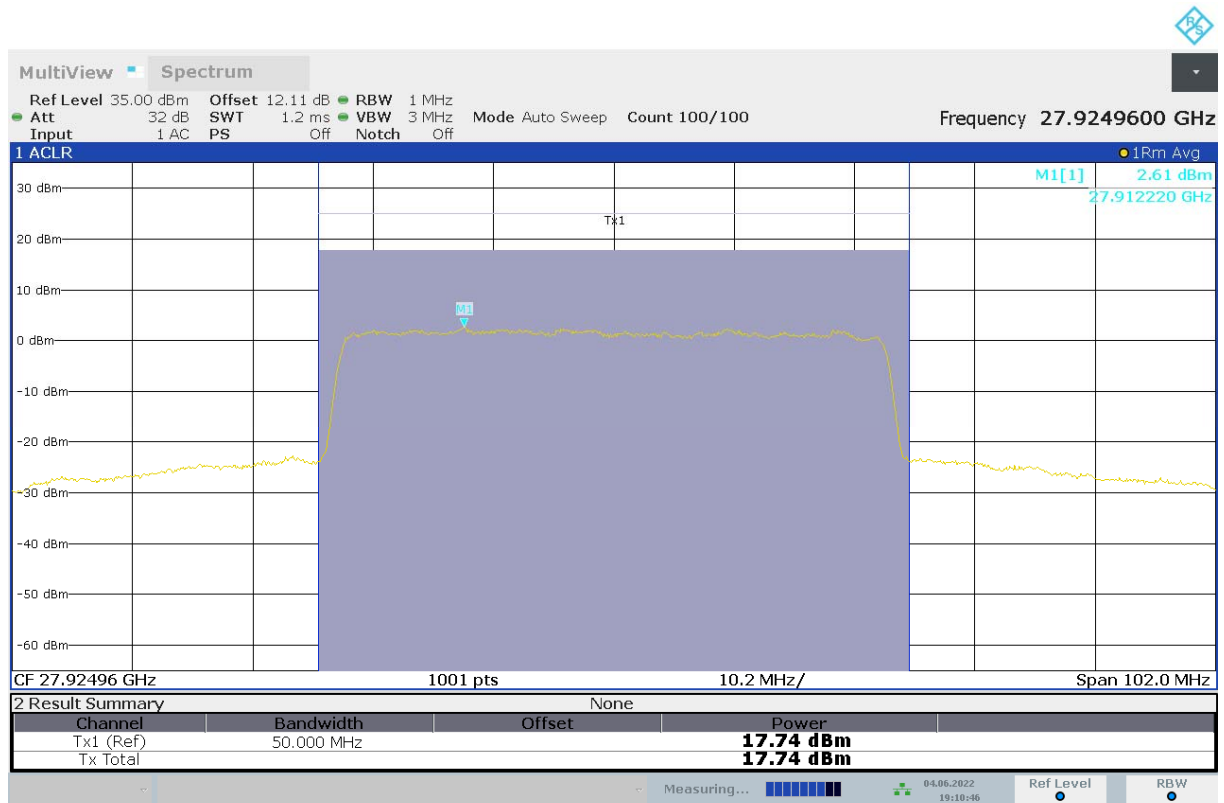 R S
MultiView Spectrum
Ref Level 35.00 dBm Offset 12.11 dB RBW 1 MHz
Att 32 dB SWT 1.2 ms VBW 3 MHz Mode Auto Sweep Count 100/100 Frequency 27.9249600 GHz
Input 1 AC PS Off Notch Off
1 ACLR 1Rm Avg
M1[1] 2.61 dBm
30 dBm
27.912220 GHz
Tx1
20 dBm
10 dBm
M1
0 dBm
-10 dBm
-20 dBm
-30 dBm
-40 dBm
-50 dBm
-60 dBm
CF 27.92496 GHz 1001 pts 10.2 MHz/ Span 102.0 MHz
2 Result Summary None
Channel Bandwidth Offset Power
Tx1 (Ref) 50.000 MHz 17.74 dBm
Tx Total 17.74 dBm
Measuring... 04.06.2022 Ref Level RBW
19:10:46